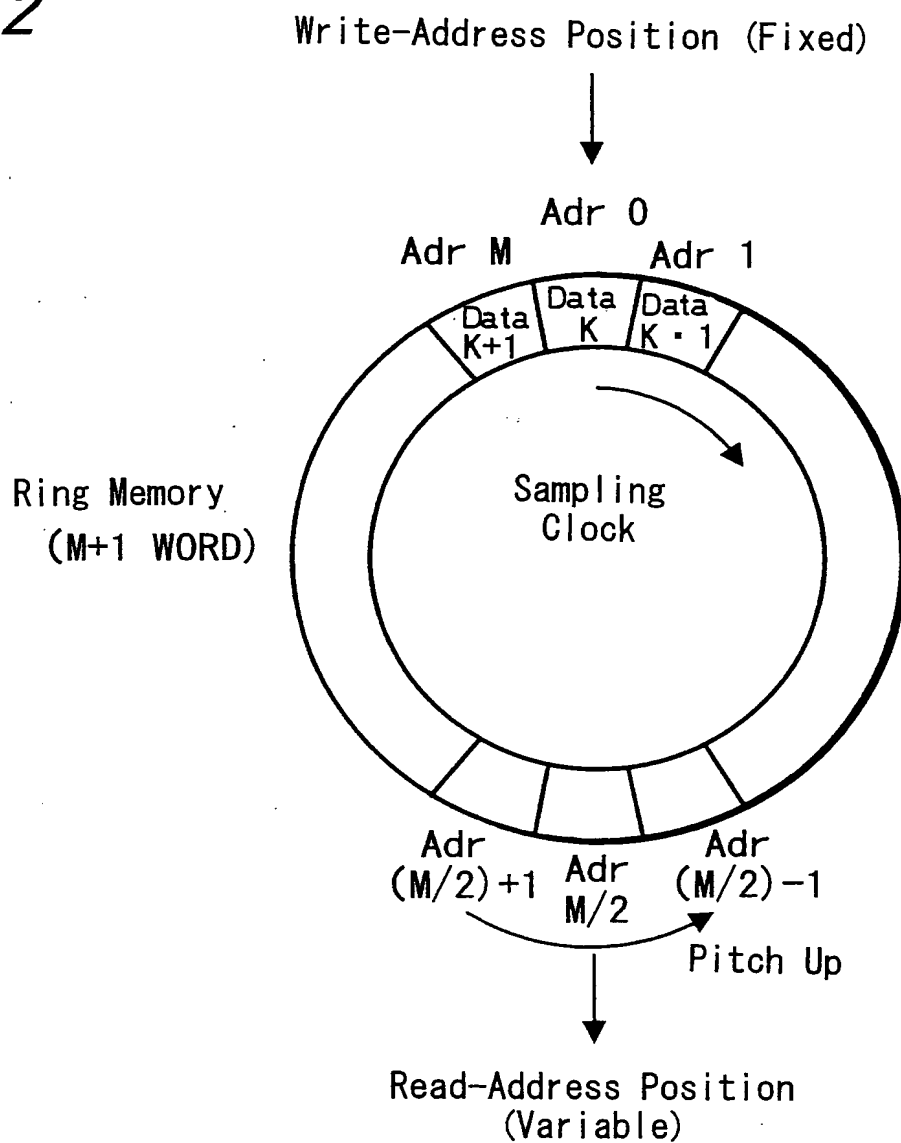 2
Write-Address Position (Fixed)
Adr 0
Adr M
Adr 1
Data
K+1
Data
K
Data
K · 1
Sampling
Clock
Ring Memory
(M+1 WORD)
Adr
(M/2)+1
Adr
M/2
Adr
(M/2)-1
Pitch Up
Read-Address Position
(Variable)